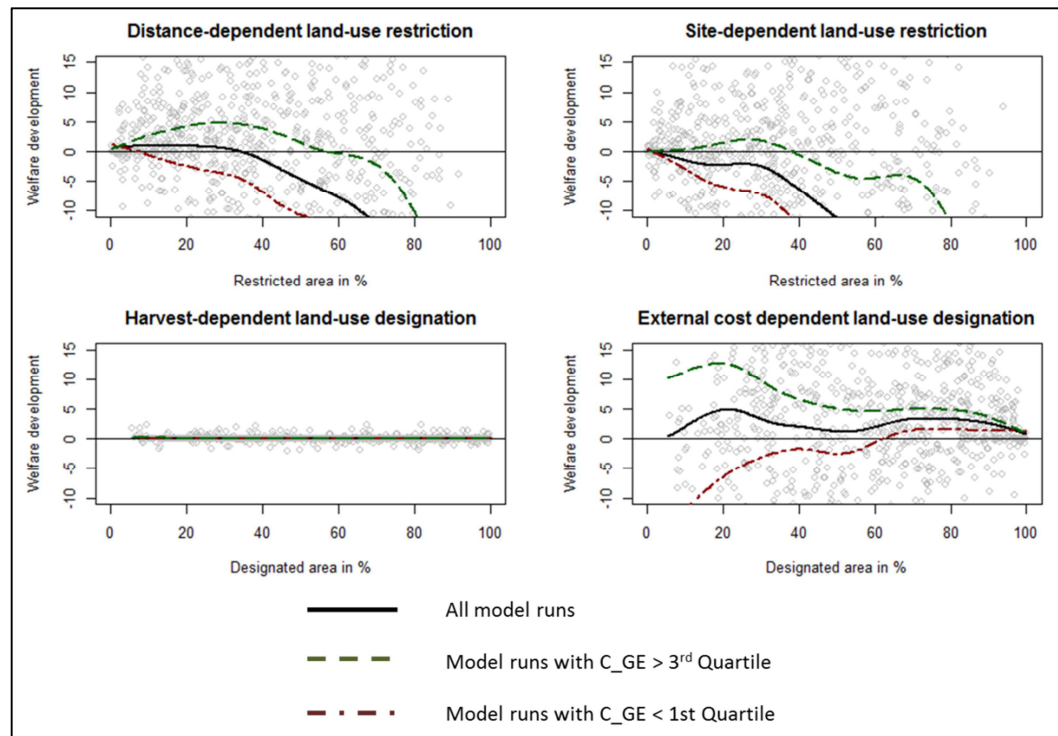 Distance-dependent land-use restriction
Welfare development
15
10
5
0
-5
-10
0 20 40 60 80 100
Restricted area in %
Site-dependent land-use restriction
Welfare development
15
10
5
0
-5
-10
0 20 40 60 80 100
Restricted area in %
Harvest-dependent land-use designation
Welfare development
15
10
5
0
-5
-10
0 20 40 60 80 100
Designated area in %
External cost dependent land-use designation
Welfare development
15
10
5
0
-5
-10
0 20 40 60 80 100
Designated area in %
All model runs
Model runs with C_GE > 3rd Quartile
Model runs with C_GE < 1st Quartile